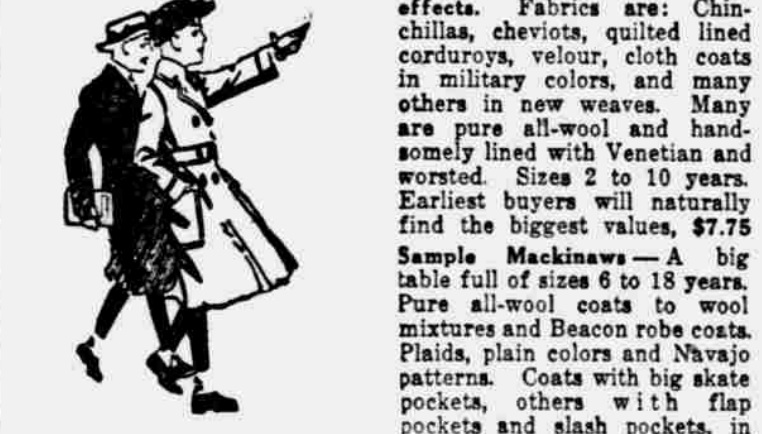 effects. Fabrics are: Chin-
chillas, cheviots, quilted lined
corduroys, velour, cloth coats
in military colors, and many
others in new weaves. Many
are pure all-wool and hand-
somely lined with Venetian and
worsted. Sizes 2 to 10 years.
Earliest buyers will naturally
find the biggest values, $7.75
Sample Mackinaws — A big
table full of sizes 6 to 18 years.
Pure all-wool coats to wool
mixtures and Beacon robe coats.
Plaids, plain colors and Navajo
patterns. Coats with big skate
pockets, others with flap
pockets and slash pockets, in